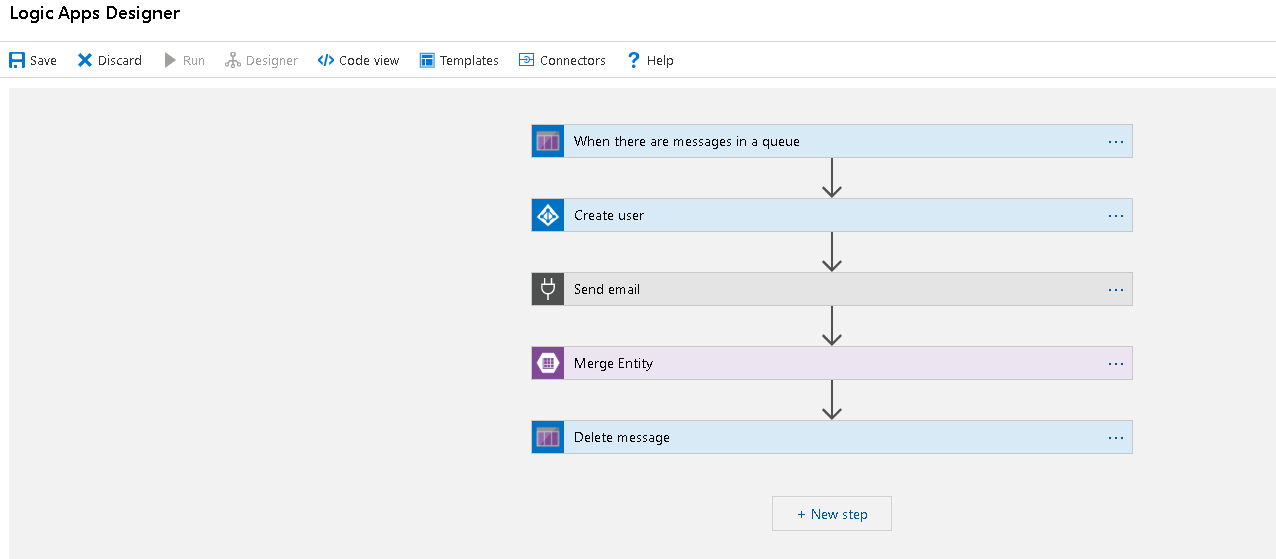 Logic Apps Designer
Save Discard Run Designer Code view Templates Connectors Help
When there are messages in a queue
Create user
Send email
Merge Entity
Delete message
+ New step